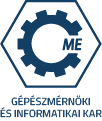 ME
GÉPÉSZMÉRNÖKI
ÉS INFORMATIKAI KAR